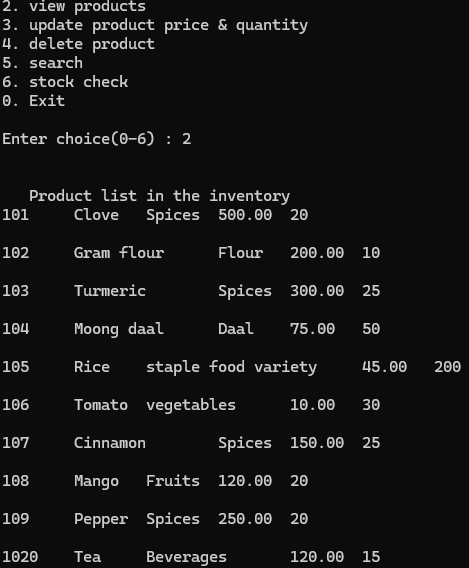 2. view products
3. update product price & quantity
4. delete product
5. search
6. stock check
0. Exit
Enter choice(0-6) : 2
Product list in the inventory
101 Clove Spices 500.00 20
102 Gram flour Flour 200.00 10
103 Turmeric Spices 300.00 25
104 Moong daal Daal 75.00 50
105 Rice staple food variety 45.00 200
106 Tomato vegetables 10.00 30
107 Cinnamon Spices 150.00 25
108 Mango Fruits 120.00 20
109 Pepper Spices 250.00 20
1020 Tea Beverages 120.00 15